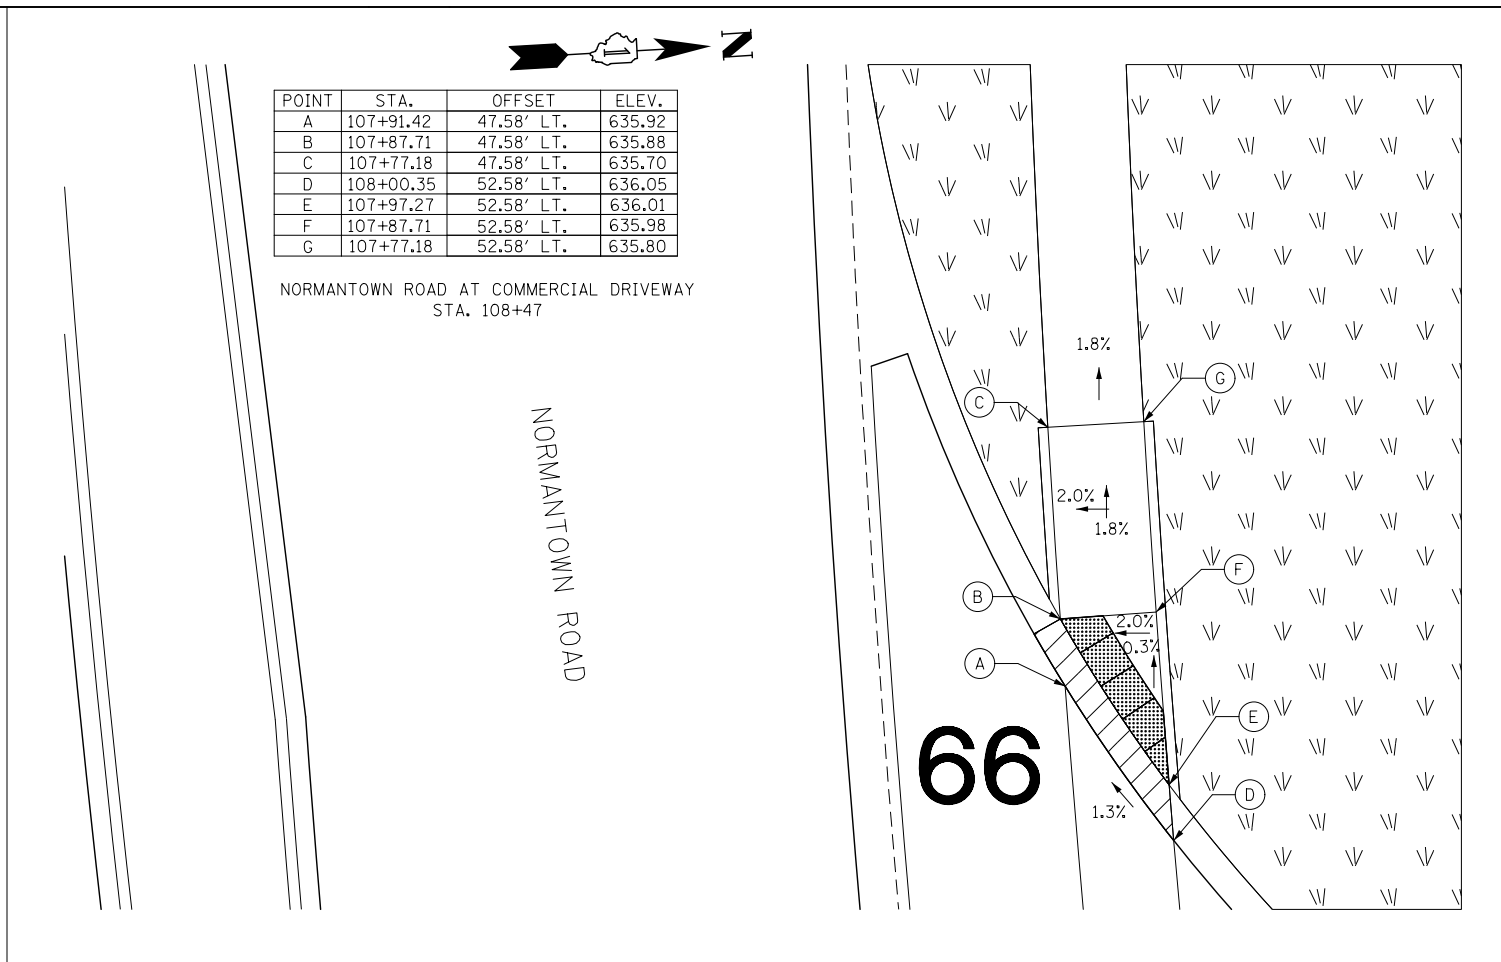 N
POINT STA. OFFSET ELEV.
A 107+91.42 47.58' LT. 635.92
B 107+87.71 47.58' LT. 635.88
C 107+77.18 47.58' LT. 635.70
D 108+00.35 52.58' LT. 636.05
E 107+97.27 52.58' LT. 636.01
F 107+87.71 52.58' LT. 635.98
G 107+77.18 52.58' LT. 635.80
NORMANTOWN ROAD AT COMMERCIAL DRIVEWAY
STA. 108+47
NORMANTOWN ROAD
1.8%
G
C
2.0%
1.8%
F
B
2.0%
0.3%
A
E
66
D
1.3%